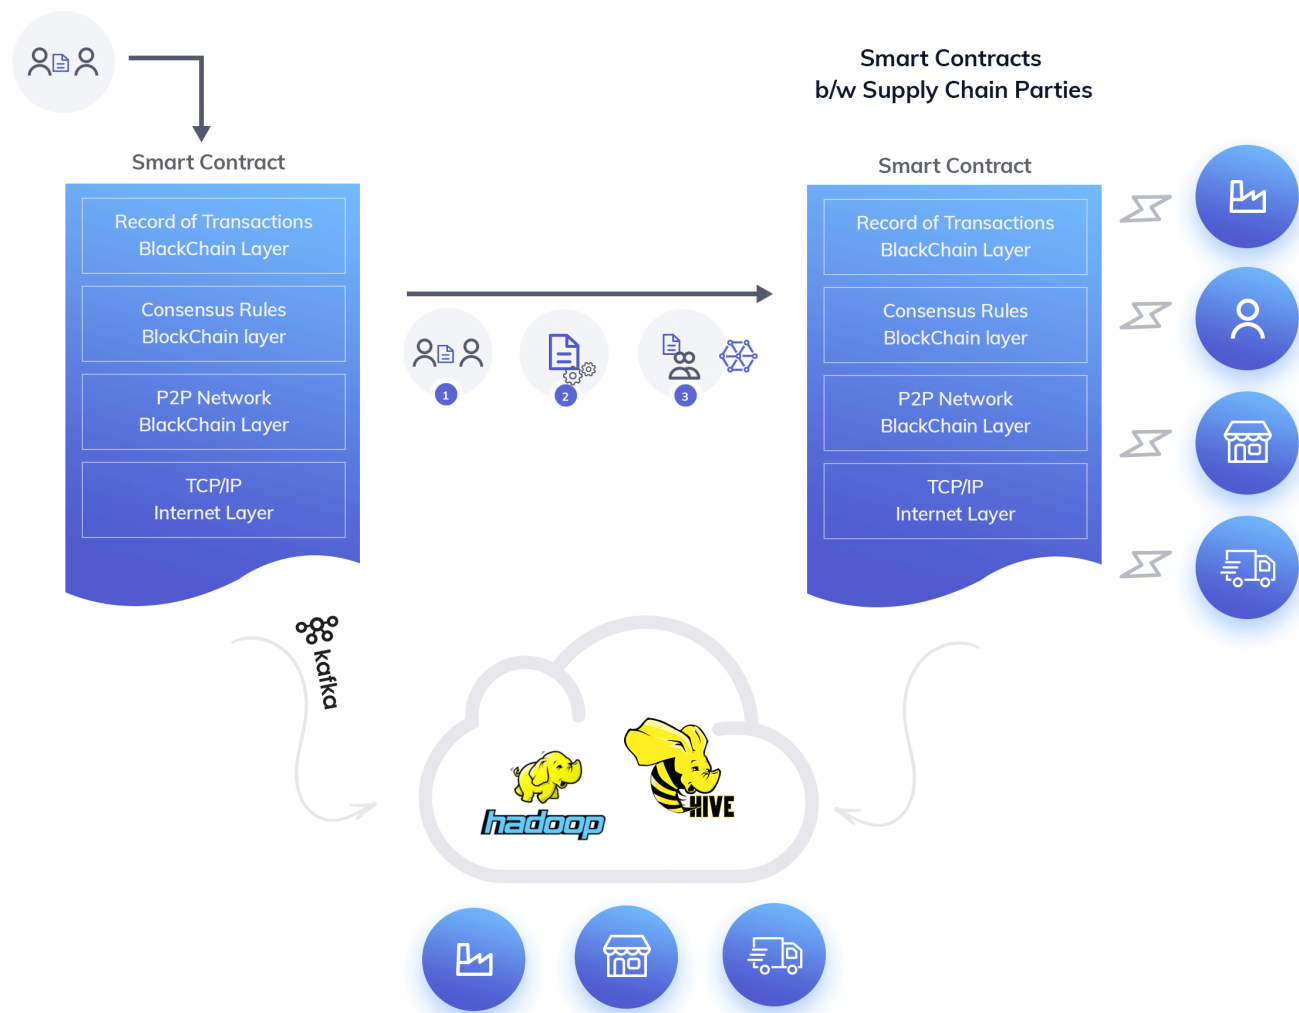 Smart Contracts
b/w Supply Chain Parties
Smart Contract
Record of Transactions
BlackChain Layer
Consensus Rules
BlockChain layer
P2P Network
BlackChain Layer
TCP/IP
Internet Layer
1
2
3
Smart Contract
Record of Transactions
BlackChain Layer
Consensus Rules
BlockChain layer
P2P Network
BlackChain Layer
TCP/IP
Internet Layer
kafka
hadoop
HIVE